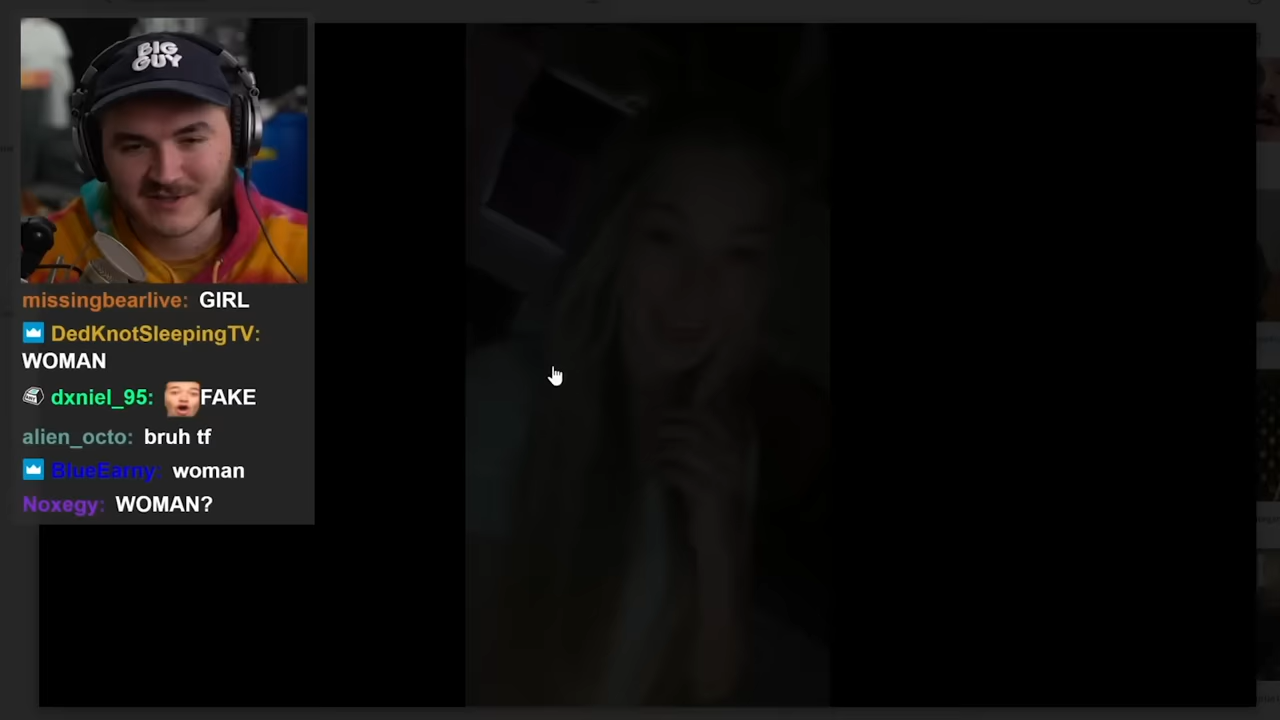 BIG
GUY
missingbearlive: GIRL
DedKnotSleepingTV:
WOMAN
dxniel_95: FAKE
alien_octo: bruh tf
BlueEarny: woman
Noxegy: WOMAN?